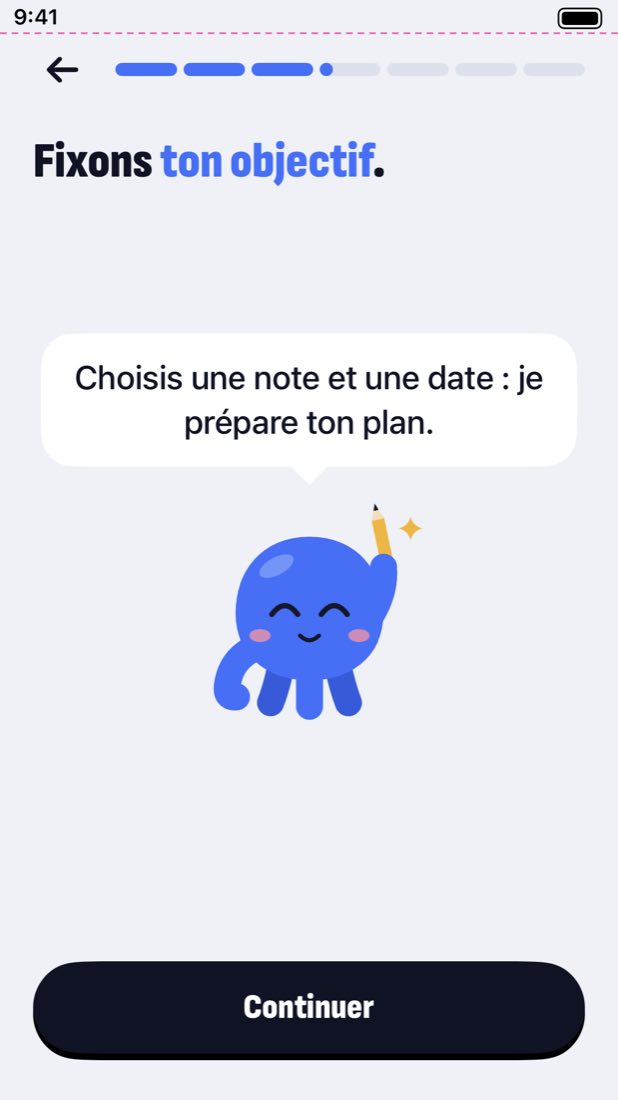 9:41
Fixons ton objectif.
Choisis une note et une date : je
prépare ton plan.
Continuer